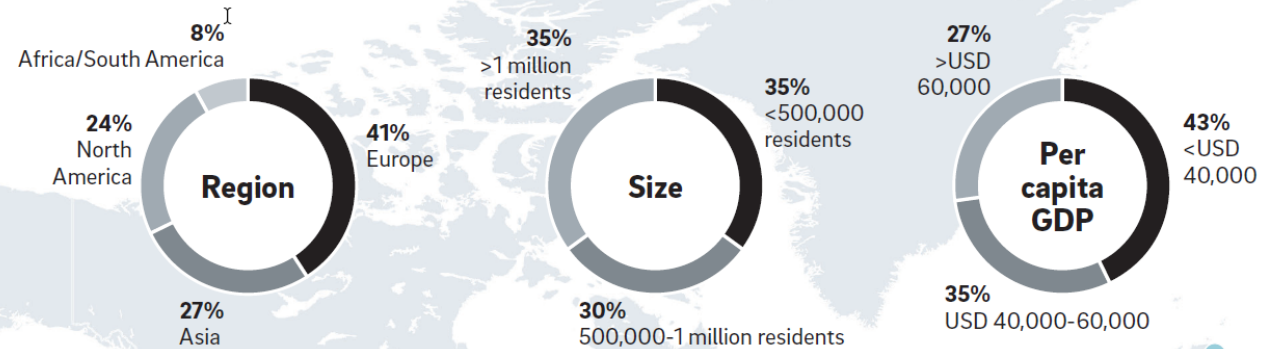 8%
Africa/South America
24%
North
America
Region
41%
Europe
27%
Asia
35%
>1 million
residents
Size
35%
<500,000
residents
30%
500,000-1 million residents
27%
>USD
60,000
Per
capita
GDP
43%
<USD
40,000
35%
USD 40,000-60,000